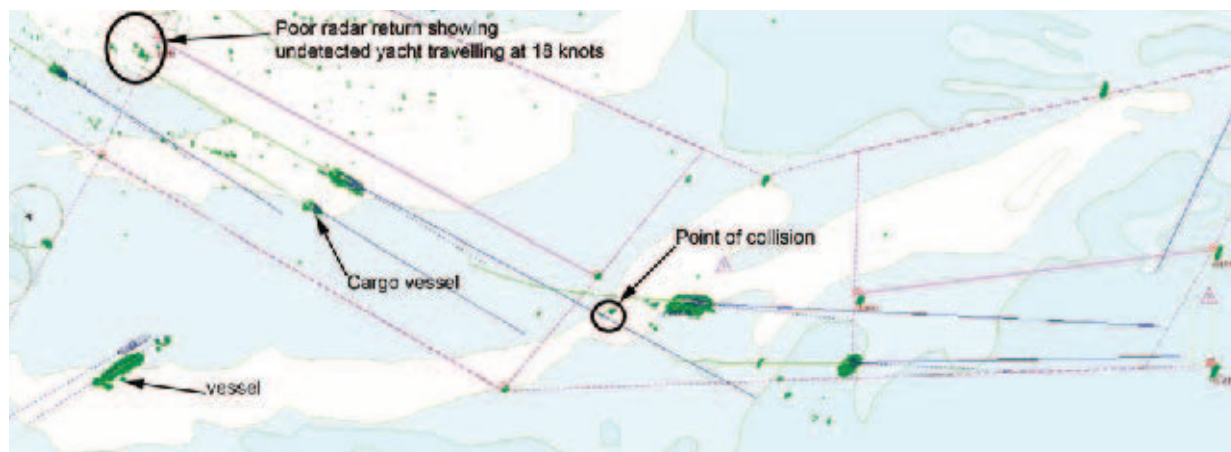 Poor radar return showing
undetected yacht travelling at 18 knots
Point of collision
Cargo vessel
.vessel